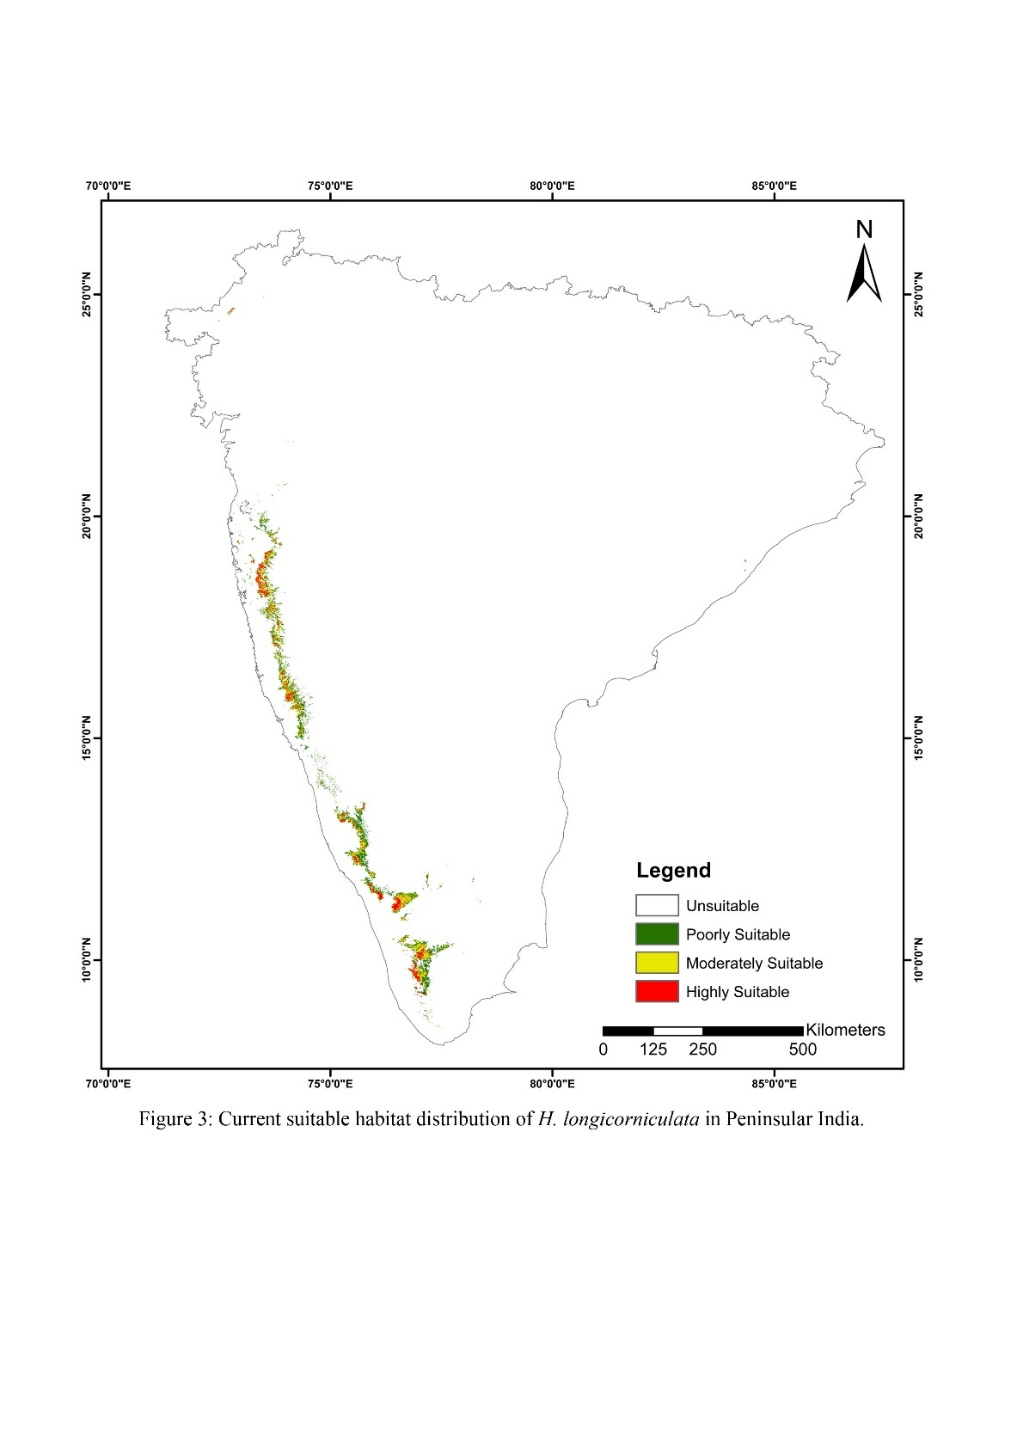 70°0'0"E 75°0'0"E 80°0'0"E 85°0'0"E
N
25°0'0"N 25°0'0"N
20°0'0"N 20°0'0"N
15°0'0"N 15°0'0"N
Legend
Unsuitable
Poorly Suitable
10°0'0"N 10°0'0"N
Moderately Suitable
Highly Suitable
Kilometers
0 125 250 500
70°0'0"E 75°0'0"E 80°0'0"E 85°0'0"E
Figure 3: Current suitable habitat distribution of H. longicorniculata in Peninsular India.